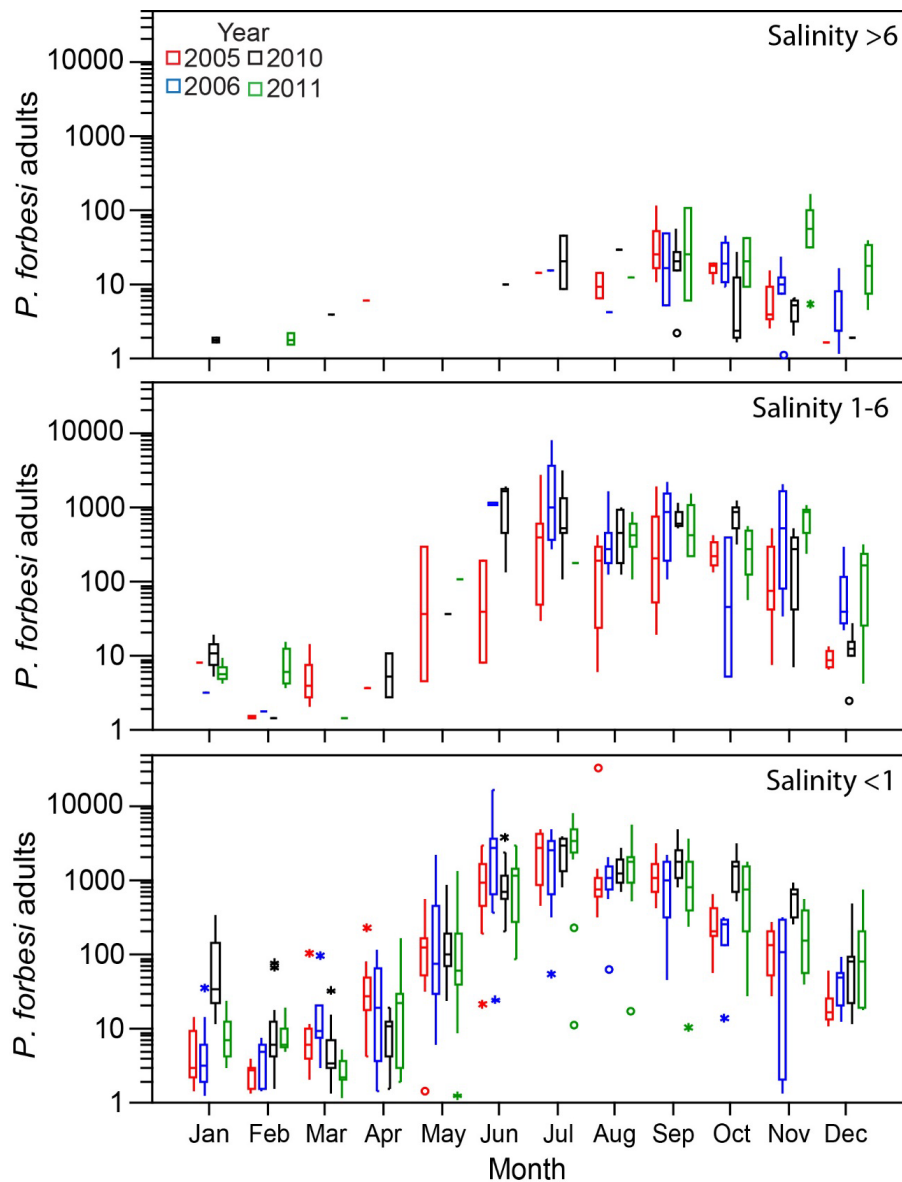 Year
2005 2010
2006 2011
Salinity >6
P. forbesi adults
10000
1000
100
10
1
Salinity 1-6
P. forbesi adults
10000
1000
100
10
1
Salinity <1
P. forbesi adults
10000
1000
100
10
1
Jan Feb Mar Apr May Jun Jul Aug Sep Oct Nov Dec
Month